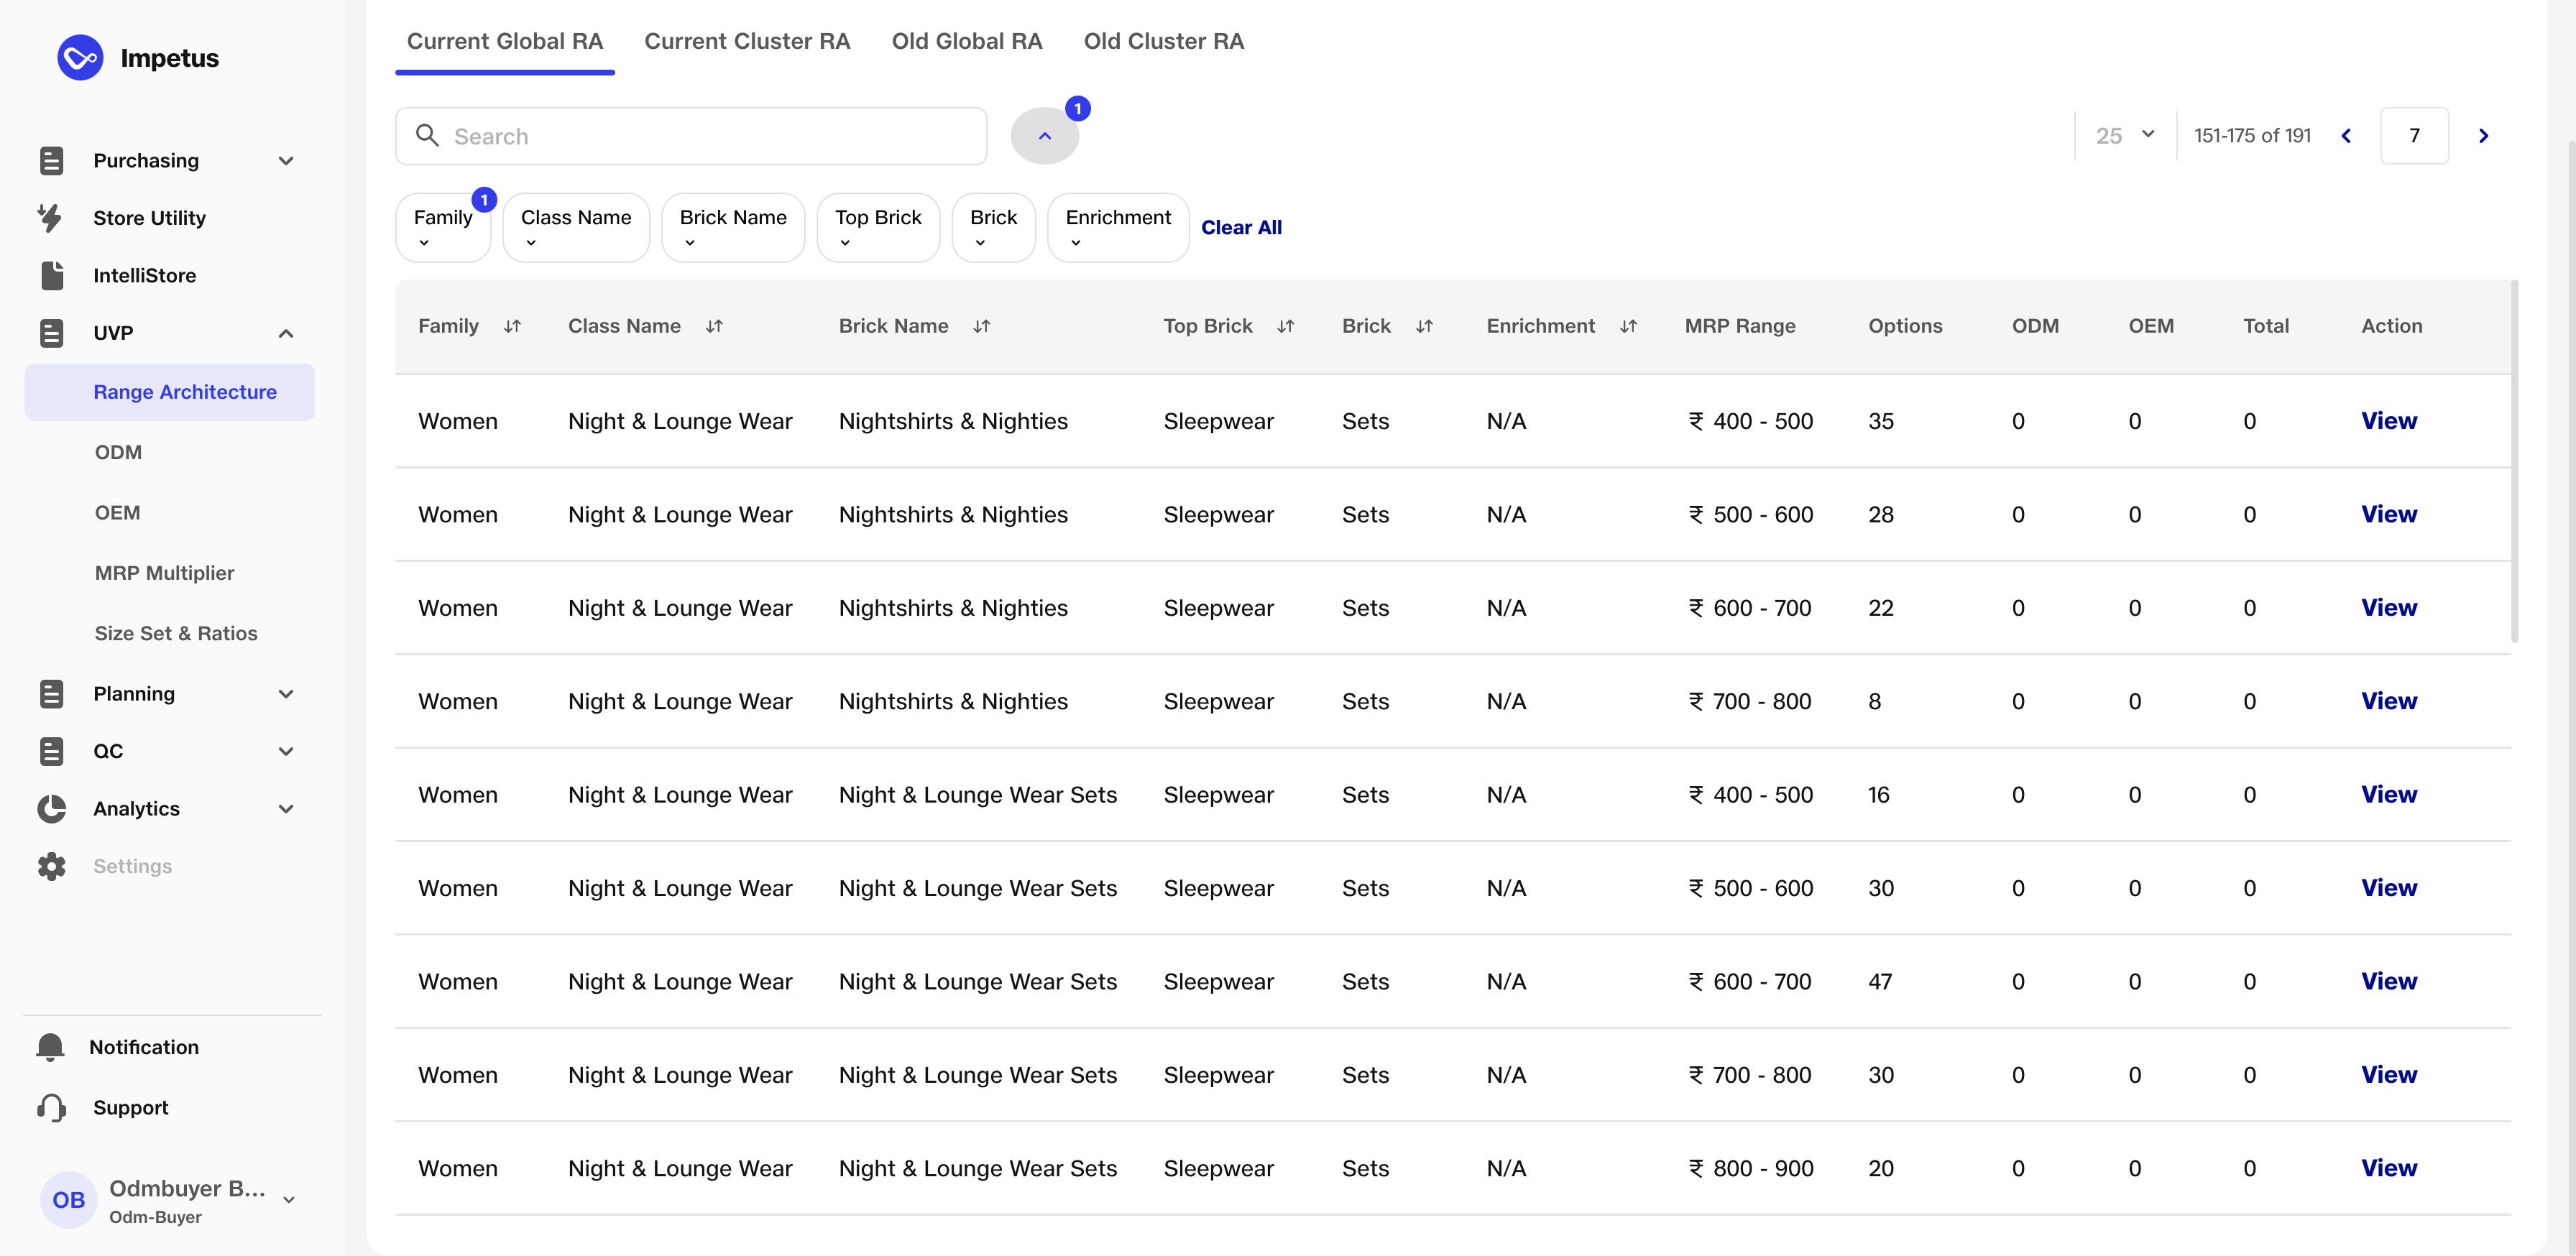 Impetus
Purchasing
Store Utility
IntelliStore
UVP
Range Architecture
ODM
OEM
MRP Multiplier
Size Set & Ratios
Planning
QC
Analytics
Settings
Notification
Support
OB
Odmbuyer B...
Odm-Buyer
Current Global RA Current Cluster RA Old Global RA Old Cluster RA
Search
1
25 151-175 of 191 7
Family 1 Class Name Brick Name Top Brick Brick Enrichment Clear All
Family Class Name Brick Name Top Brick Brick Enrichment MRP Range Options ODM OEM Total Action
Women Night & Lounge Wear Nightshirts & Nighties Sleepwear Sets N/A ₹ 400 - 500 35 0 0 0 View
Women Night & Lounge Wear Nightshirts & Nighties Sleepwear Sets N/A ₹ 500 - 600 28 0 0 0 View
Women Night & Lounge Wear Nightshirts & Nighties Sleepwear Sets N/A ₹ 600 - 700 22 0 0 0 View
Women Night & Lounge Wear Nightshirts & Nighties Sleepwear Sets N/A ₹ 700 - 800 8 0 0 0 View
Women Night & Lounge Wear Night & Lounge Wear Sets Sleepwear Sets N/A ₹ 400 - 500 16 0 0 0 View
Women Night & Lounge Wear Night & Lounge Wear Sets Sleepwear Sets N/A ₹ 500 - 600 30 0 0 0 View
Women Night & Lounge Wear Night & Lounge Wear Sets Sleepwear Sets N/A ₹ 600 - 700 47 0 0 0 View
Women Night & Lounge Wear Night & Lounge Wear Sets Sleepwear Sets N/A ₹ 700 - 800 30 0 0 0 View
Women Night & Lounge Wear Night & Lounge Wear Sets Sleepwear Sets N/A ₹ 800 - 900 20 0 0 0 View